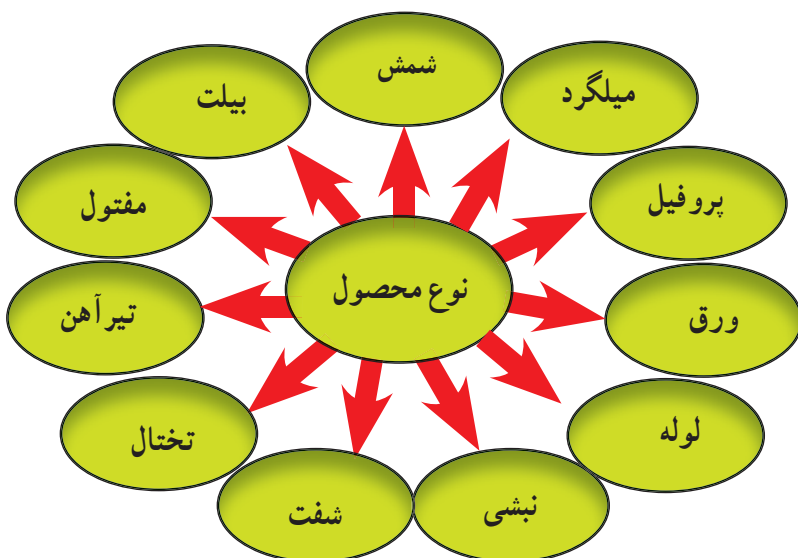 شمش
میلگرد
پروفیل
ورق
لوله
نبشی
شفت
تختال
تیرآهن
مفتول
بیلت
نوع محصول